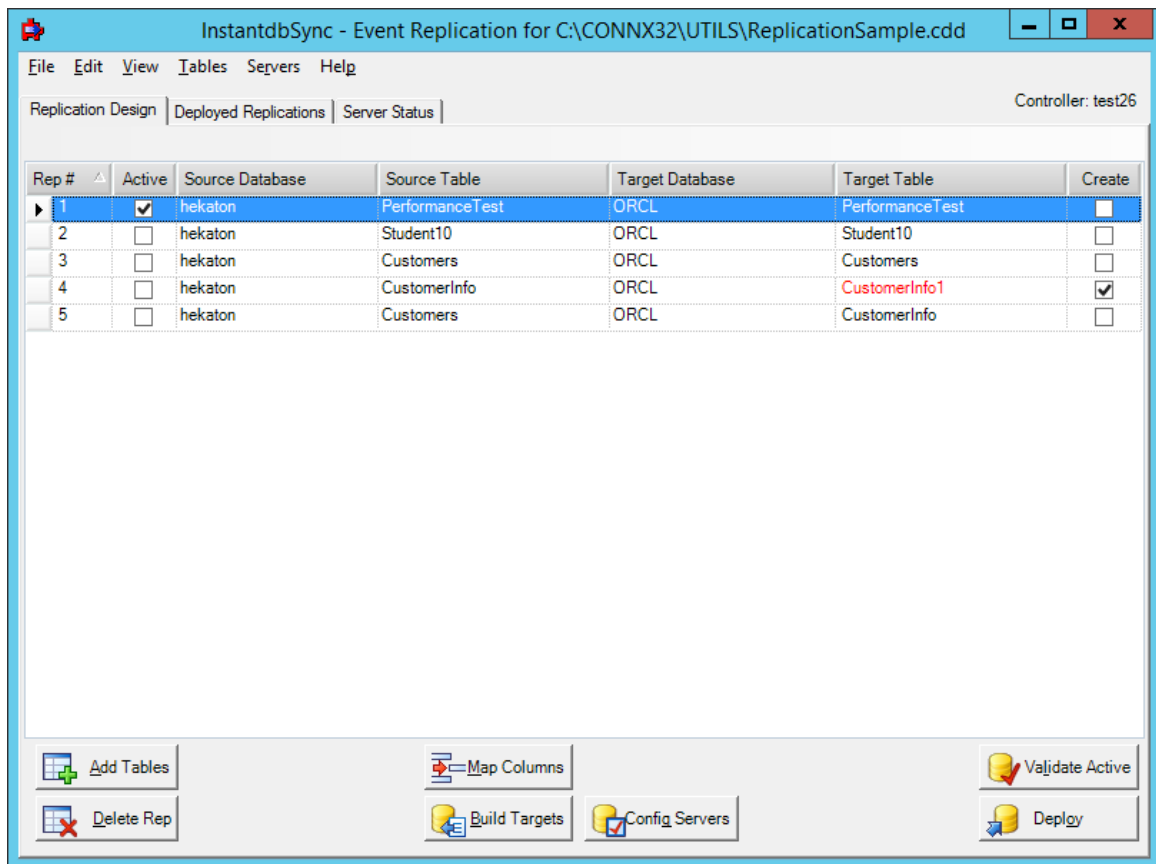 InstantdbSync - Event Replication for C:\CONNX32\UTILS\ReplicationSample.cdd
File Edit View Tables Servers Help
Controller: test26
Replication Design Deployed Replications Server Status
Rep # Active Source Database Source Table Target Database Target Table Create
1 hekaton PerformanceTest ORCL PerformanceTest
2 hekaton Student10 ORCL Student10
3 hekaton Customers ORCL Customers
4 hekaton CustomerInfo ORCL CustomerInfo1
5 hekaton Customers ORCL CustomerInfo
Add Tables Map Columns Validate Active
Delete Rep Build Targets Config Servers Deploy